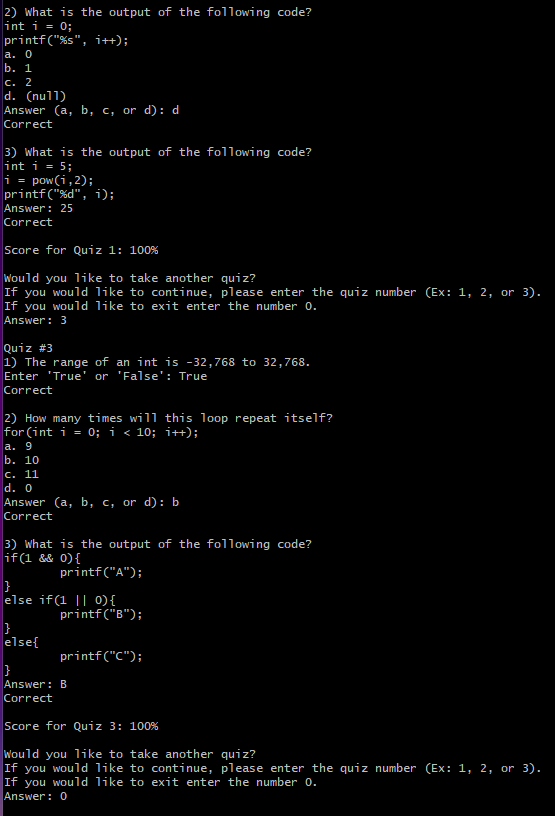 2) What is the output of the following code?
int i = 0;
printf("%s", i++);
a. 0
b. 1
c. 2
d. (null)
Answer (a, b, c, or d): d
Correct
3) What is the output of the following code?
int i = 5;
i = pow(i,2);
printf("%d", i);
Answer: 25
Correct
Score for Quiz 1: 100%
Would you like to take another quiz?
If you would like to continue, please enter the quiz number (Ex: 1, 2, or 3).
If you would like to exit enter the number 0.
Answer: 3
Quiz #3
1) The range of an int is -32,768 to 32,768.
Enter 'True' or 'False': True
Correct
2) How many times will this loop repeat itself?
for(int i = 0; i < 10; i++);
a. 9
b. 10
c. 11
d. 0
Answer (a, b, c, or d): b
Correct
3) What is the output of the following code?
if(1 && 0){
printf("A");
}
else if(1 || 0){
printf("B");
}
else{
printf("C");
}
Answer: B
Correct
Score for Quiz 3: 100%
Would you like to take another quiz?
If you would like to continue, please enter the quiz number (Ex: 1, 2, or 3).
If you would like to exit enter the number 0.
Answer: 0